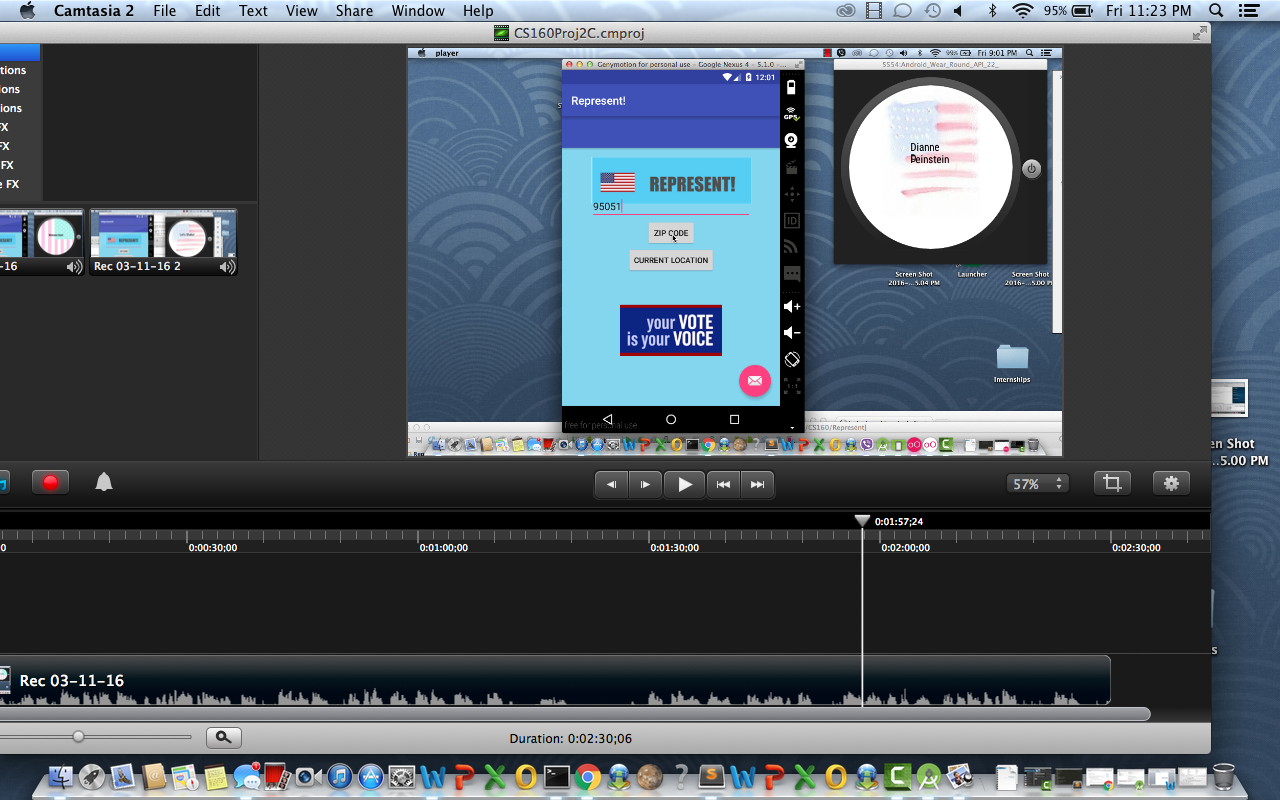 Camtasia 2 File Edit Text View Share Window Help 95% Fri 11:23 PM
CS160Proj2C.cmproj
player Fri 9:01 PM
Genymotion for personal use - Google Nexus 4 - 5.1.0 -...
5554:Android_Wear_Round_API_22_
12:01
Represent!
GPS
ID
REPRESENT!
95051
ZIP CODE
CURRENT LOCATION
your VOTE
is your VOICE
free for personal use
Dianne
Feinstein
Screen Shot
2016-...5.04 PM
Launcher
Screen Shot
2016-...5.00 P
Internships
/CS160/Represent
tions
ons
ions
FX
FX
FX
e FX
-16
Rec 03-11-16 2
en Shot
...5.00 PM
57%
0:01:57;24
0
0:00:30;00
0:01:00;00
0:01:30;00
0:02:00;00
0:02:30;00
Rec 03-11-16
s
Duration: 0:02:30;06